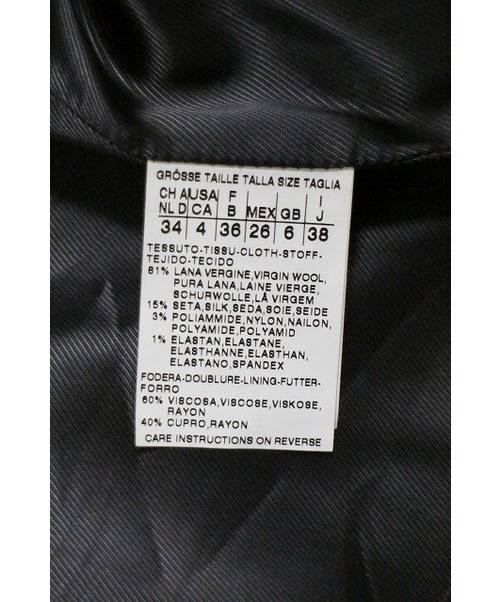 GRÖSSE TAILLE TALLA SIZE TAGLIA
CH A USA F I
NL D CA B MEX GB J
34 4 36 26 6 38
TESSUTO-TISSU-CLOTH-STOFF-
TEJIDO-TECIDO
81% LANA VERGINE,VIRGIN WOOL,
PURA LANA,LAINE VIERGE,
SCHURWOLLE,LÃ VIRGEM
15% SETA,SILK,SEDA,SOIE,SEIDE
3% POLIAMMIDE,NYLON,NAILON,
POLYAMIDE,POLYAMID
1% ELASTAN,ELASTANE,
ELASTHANNE,ELASTHAN,
ELASTANO,SPANDEX
FODERA-DOUBLURE-LINING-FUTTER-
FORRO
60% VISCOSA,VISCOSE,VISKOSE,
RAYON
40% CUPRO,RAYON
CARE INSTRUCTIONS ON REVERSE